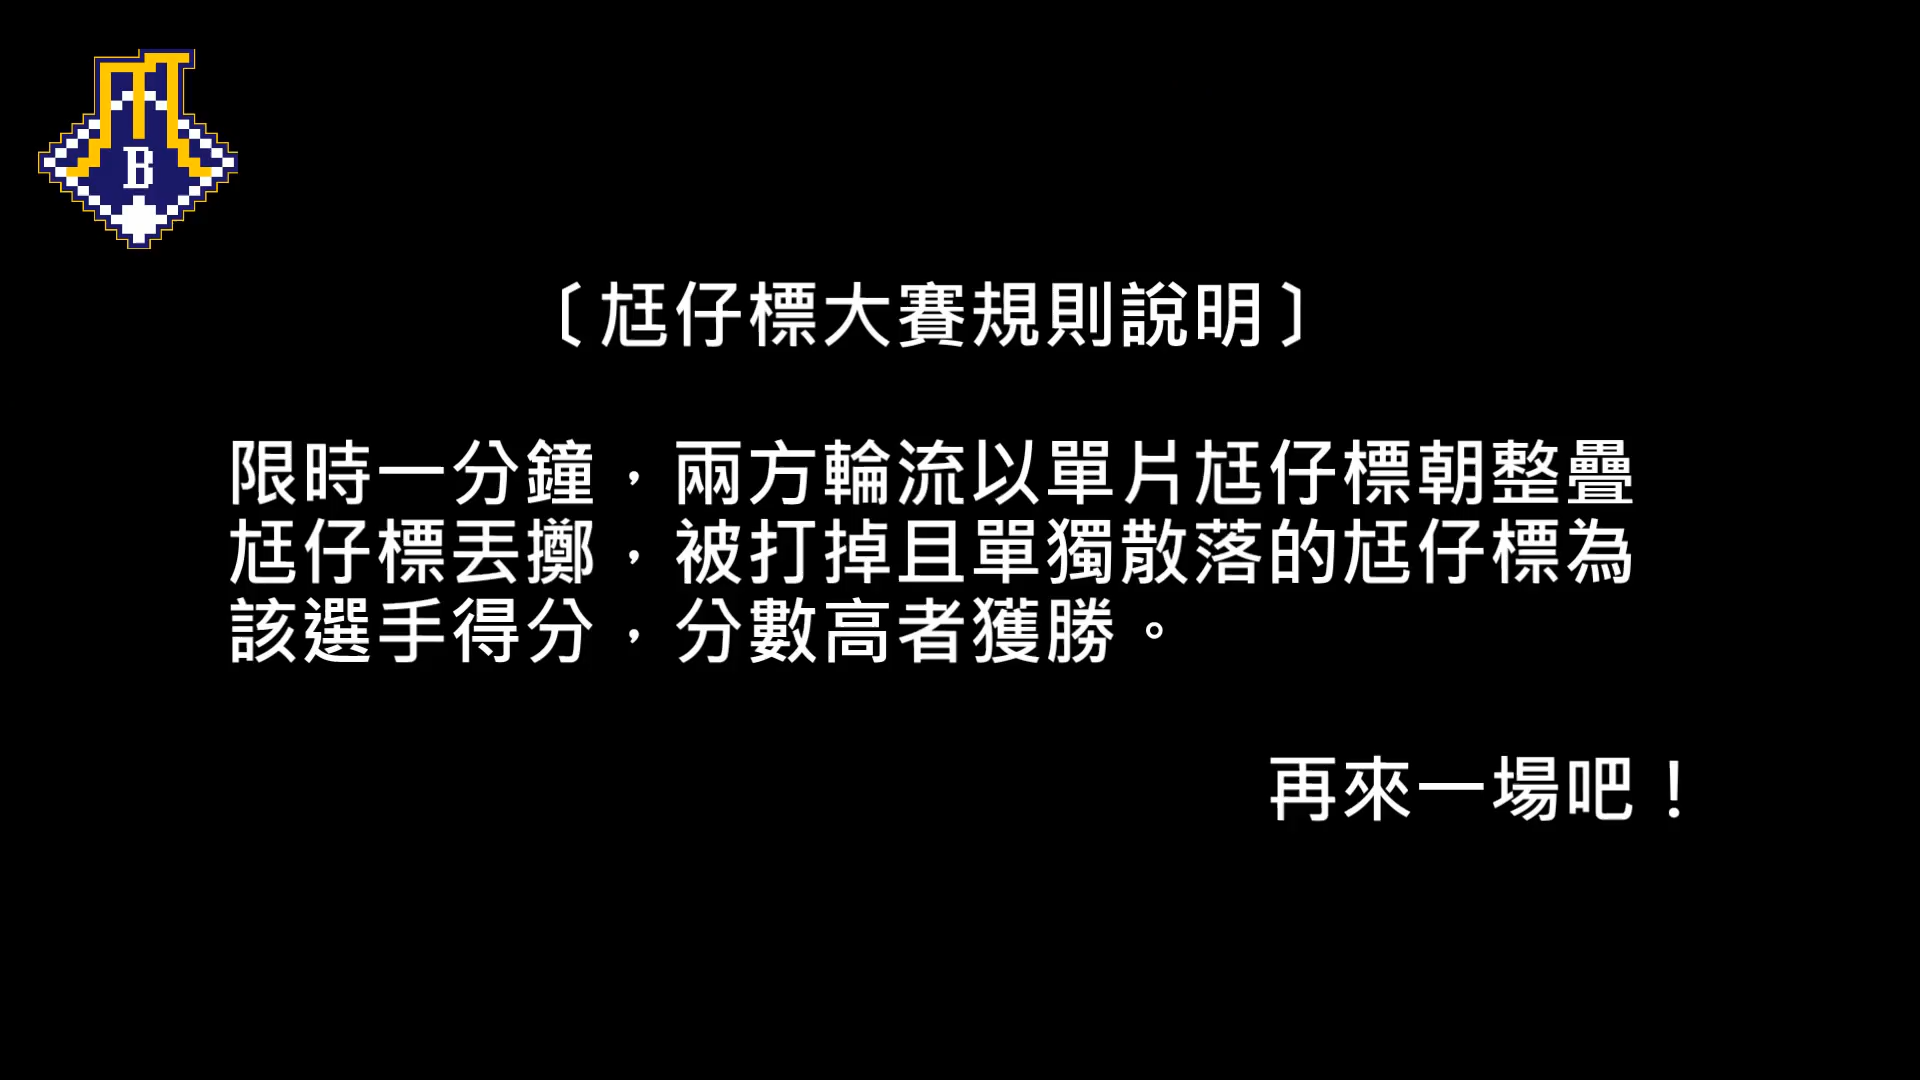 B
〔尪仔標大賽規則說明〕
限時一分鐘，兩方輪流以單片尪仔標朝整疊
尪仔標丟擲，被打掉且單獨散落的尪仔標為
該選手得分，分數高者獲勝。
再來一場吧！